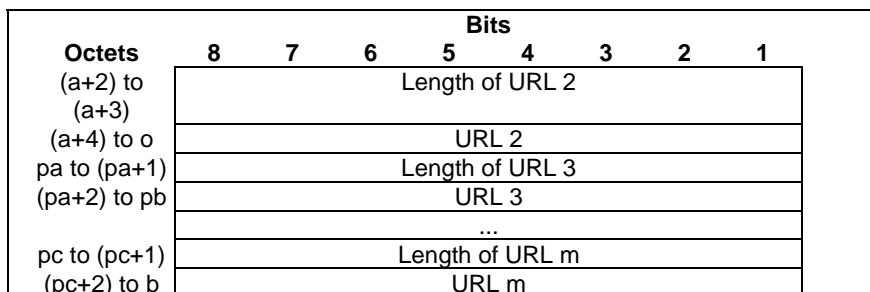 Bits
Octets 8 7 6 5 4 3 2 1
(a+2) to Length of URL 2
(a+3)
(a+4) to o URL 2
pa to (pa+1) Length of URL 3
(pa+2) to pb URL 3
...
pc to (pc+1) Length of URL m
(pc+2) to b URL m